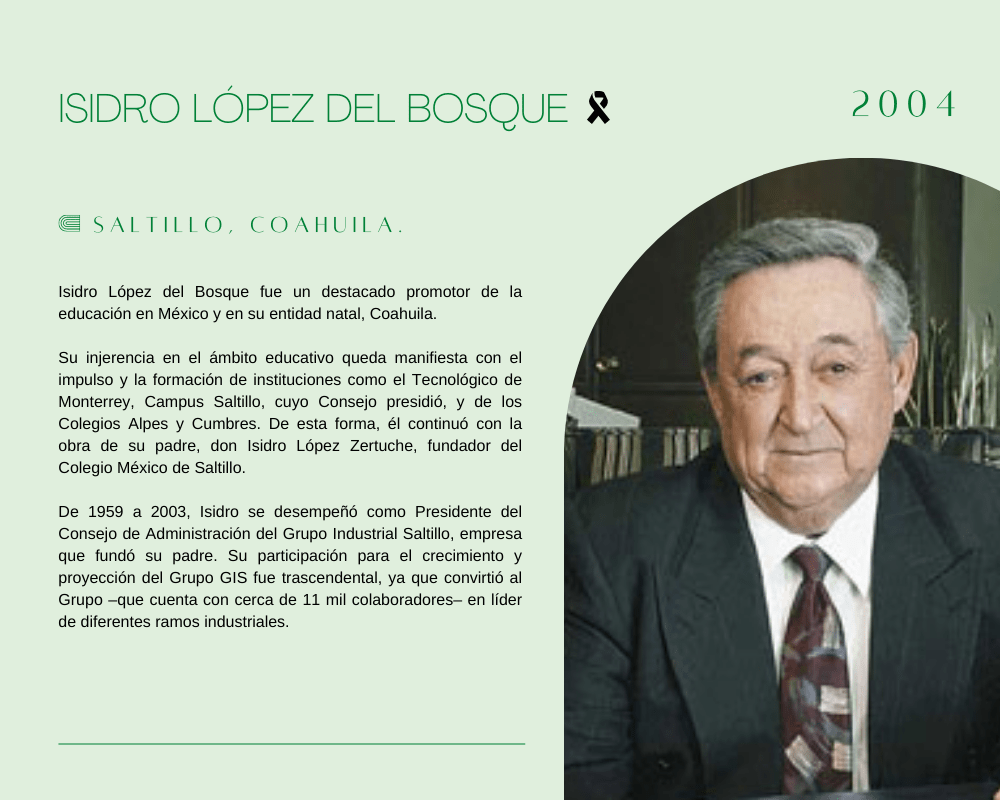 ISIDRO LÓPEZ DEL BOSQUE
2004
SALTILLO, COAHUILA.
Isidro López del Bosque fue un destacado promotor de la
educación en México y en su entidad natal, Coahuila.
Su injerencia en el ámbito educativo queda manifiesta con el
impulso y la formación de instituciones como el Tecnológico de
Monterrey, Campus Saltillo, cuyo Consejo presidió, y de los
Colegios Alpes y Cumbres. De esta forma, él continuó con la
obra de su padre, don Isidro López Zertuche, fundador del
Colegio México de Saltillo.
De 1959 a 2003, Isidro se desempeñó como Presidente del
Consejo de Administración del Grupo Industrial Saltillo, empresa
que fundó su padre. Su participación para el crecimiento y
proyección del Grupo GIS fue trascendental, ya que convirtió al
Grupo –que cuenta con cerca de 11 mil colaboradores– en líder
de diferentes ramos industriales.